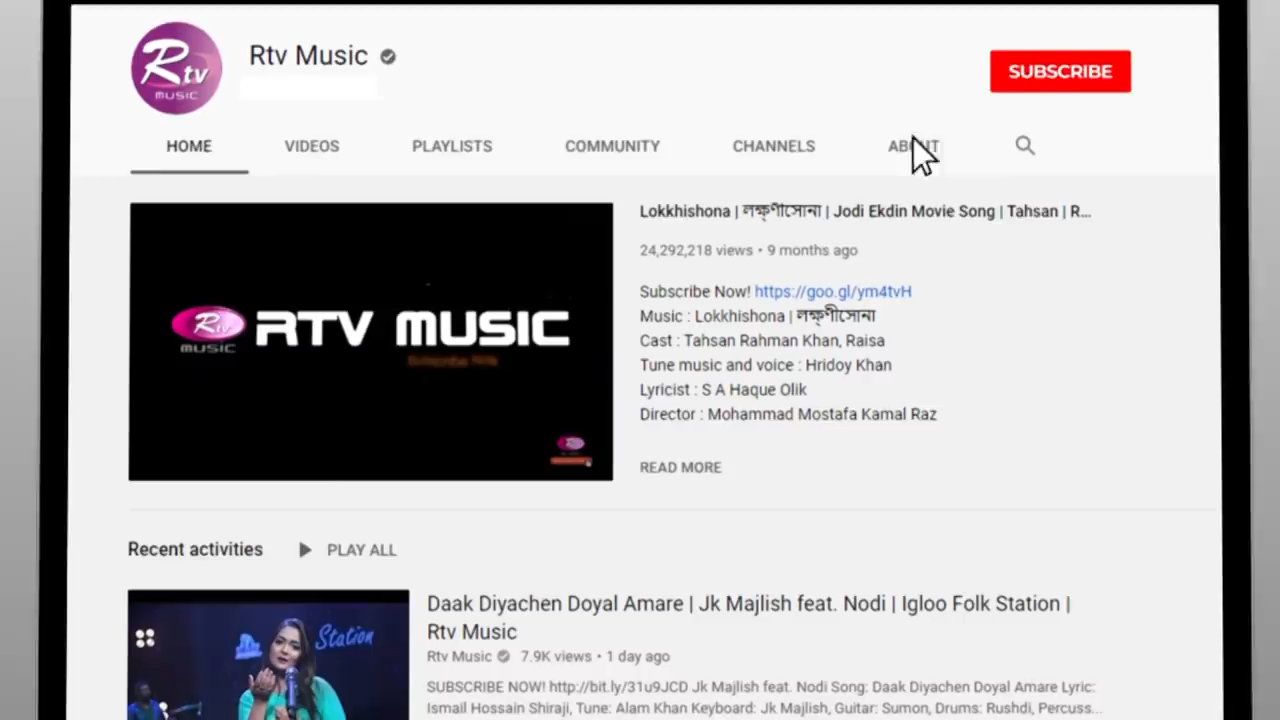 Rtv
MUSIC
Rtv Music
SUBSCRIBE
HOME VIDEOS PLAYLISTS COMMUNITY CHANNELS ABOUT
Lokkhishona | লক্ষ্ণীসোনা | Jodi Ekdin Movie Song | Tahsan | R...
24,292,218 views • 9 months ago
Subscribe Now! https://goo.gl/ym4tvH
Music : Lokkhishona | লক্ষ্ণীসোনা
Cast : Tahsan Rahman Khan, Raisa
Tune music and voice : Hridoy Khan
Lyricist : S A Haque Olik
Director : Mohammad Mostafa Kamal Raz
READ MORE
Rtv
MUSIC
RTV MUSIC
Recent activities PLAY ALL
Daak Diyachen Doyal Amare | Jk Majlish feat. Nodi | Igloo Folk Station |
Rtv Music
Rtv Music 7.9K views • 1 day ago
SUBSCRIBE NOW! http://bit.ly/31u9JCD Jk Majlish feat. Nodi Song: Daak Diyachen Doyal Amare Lyric:
Ismail Hossain Shiraji, Tune: Alam Khan Keyboard: Jk Majlish, Guitar: Sumon, Drums: Rushdi, Percuss...
Station